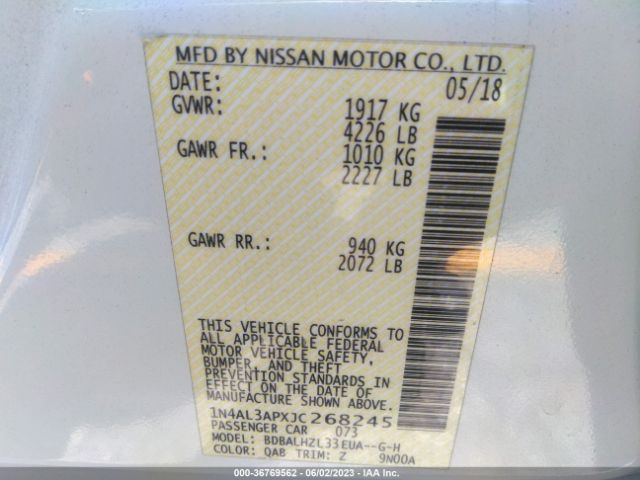 MFD BY NISSAN MOTOR CO., LTD.
DATE: 05/18
GVWR: 1917 KG
4226 LB
GAWR FR.: 1010 KG
2227 LB
GAWR RR.: 940 KG
2072 LB
THIS VEHICLE CONFORMS TO
ALL APPLICABLE FEDERAL
MOTOR VEHICLE SAFETY,
BUMPER, AND THEFT
PREVENTION STANDARDS IN
EFFECT ON THE DATE OF
MANUFACTURE SHOWN ABOVE.
1N4AL3APXJC268245
PASSENGER CAR 073
MODEL: BDBALHZL33EUA--G-H
COLOR: QAB TRIM: Z 9N00A
000-36769562 - 06/02/2023 - IAA Inc.